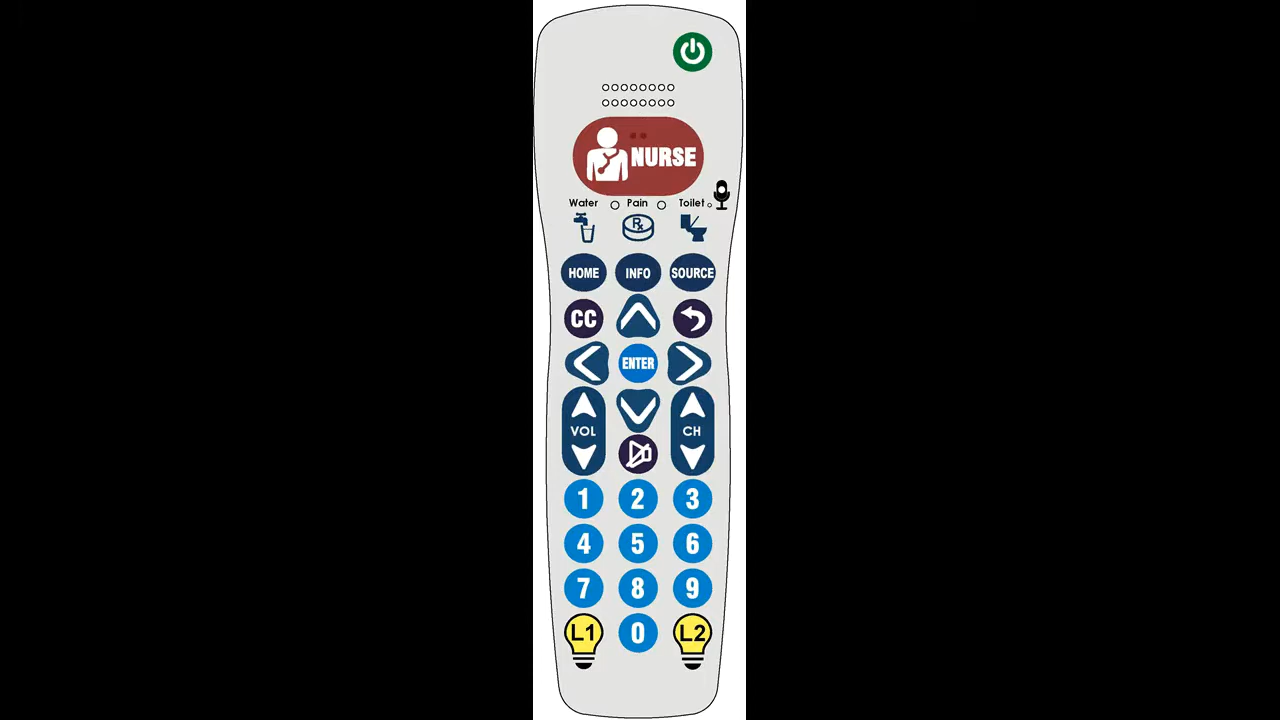 NURSE
Water Pain Toilet
Rx
HOME INFO SOURCE
CC
ENTER
VOL CH
1 2 3
4 5 6
7 8 9
L1 0 L2